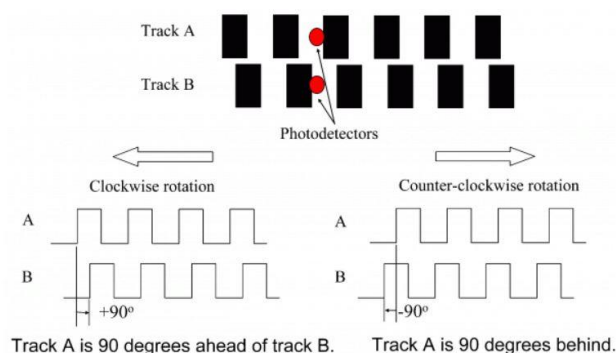 Track A
Track B
Photodetectors
Clockwise rotation
Counter-clockwise rotation
A
A
B
B
+90°
-90°
Track A is 90 degrees ahead of track B.
Track A is 90 degrees behind.